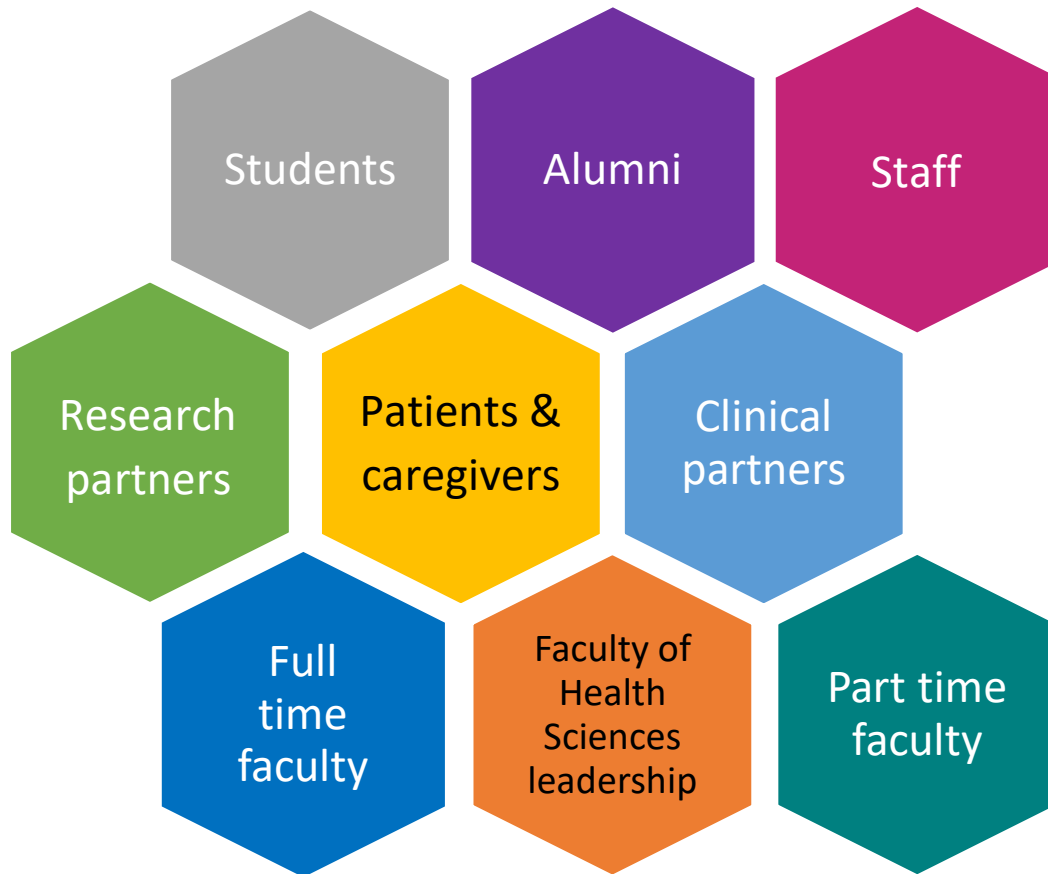 Students
Alumni
Staff
Research
partners
Patients &
caregivers
Clinical
partners
Full
time
faculty
Faculty of
Health
Sciences
leadership
Part time
faculty